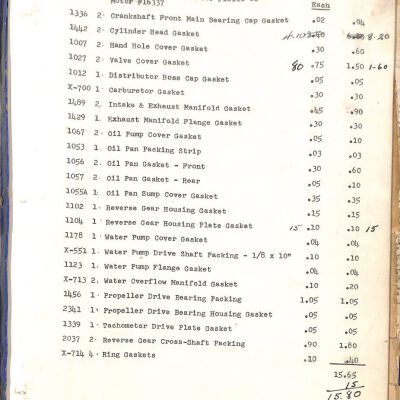 Motor #16337
Each
1336 2 Crankshaft Front Main Bearing Cap Gasket .02 .04
1442 2 Cylinder Head Gasket 4.10 8.20
1007 2 Hand Hole Cover Gasket .30 .60
1027 2 Valve Cover Gasket 80 .75 1.50 1-60
1012 1 Distributor Boss Cap Gasket .05 .05
X-700 1 Carburetor Gasket .30 .30
1489 2 Intake & Exhaust Manifold Gasket .45 .90
1429 1 Exhaust Manifold Flange Gasket .30 .30
1067 2 Oil Pump Cover Gasket .05 .10
1053 1 Oil Pan Packing Strip .03 .03
1056 2 Oil Pan Gasket - Front .30 .60
1057 2 Oil Pan Gasket - Rear .05 .10
1055A 1 Oil Pan Sump Cover Gasket .35 .35
1102 1 Reverse Gear Housing Gasket .15 .15
1104 1 Reverse Gear Housing Plate Gasket 15 .10 .10 15
1178 1 Water Pump Cover Gasket .04 .04
X-551 1 Water Pump Drive Shaft Packing - 1/8 x 10" .10 .10
1123 1 Water Pump Flange Gasket .04 .04
X-713 2 Water Overflow Manifold Gasket .10 .20
1456 1 Propeller Drive Bearing Packing 1.05 1.05
2341 1 Propeller Drive Bearing Housing Gasket .05 .05
1339 1 Tachometer Drive Plate Gasket .05 .05
2037 2 Reverse Gear Cross-Shaft Packing .90 1.80
X-714 4 Ring Gaskets .10 .40
15.65
15
15.80